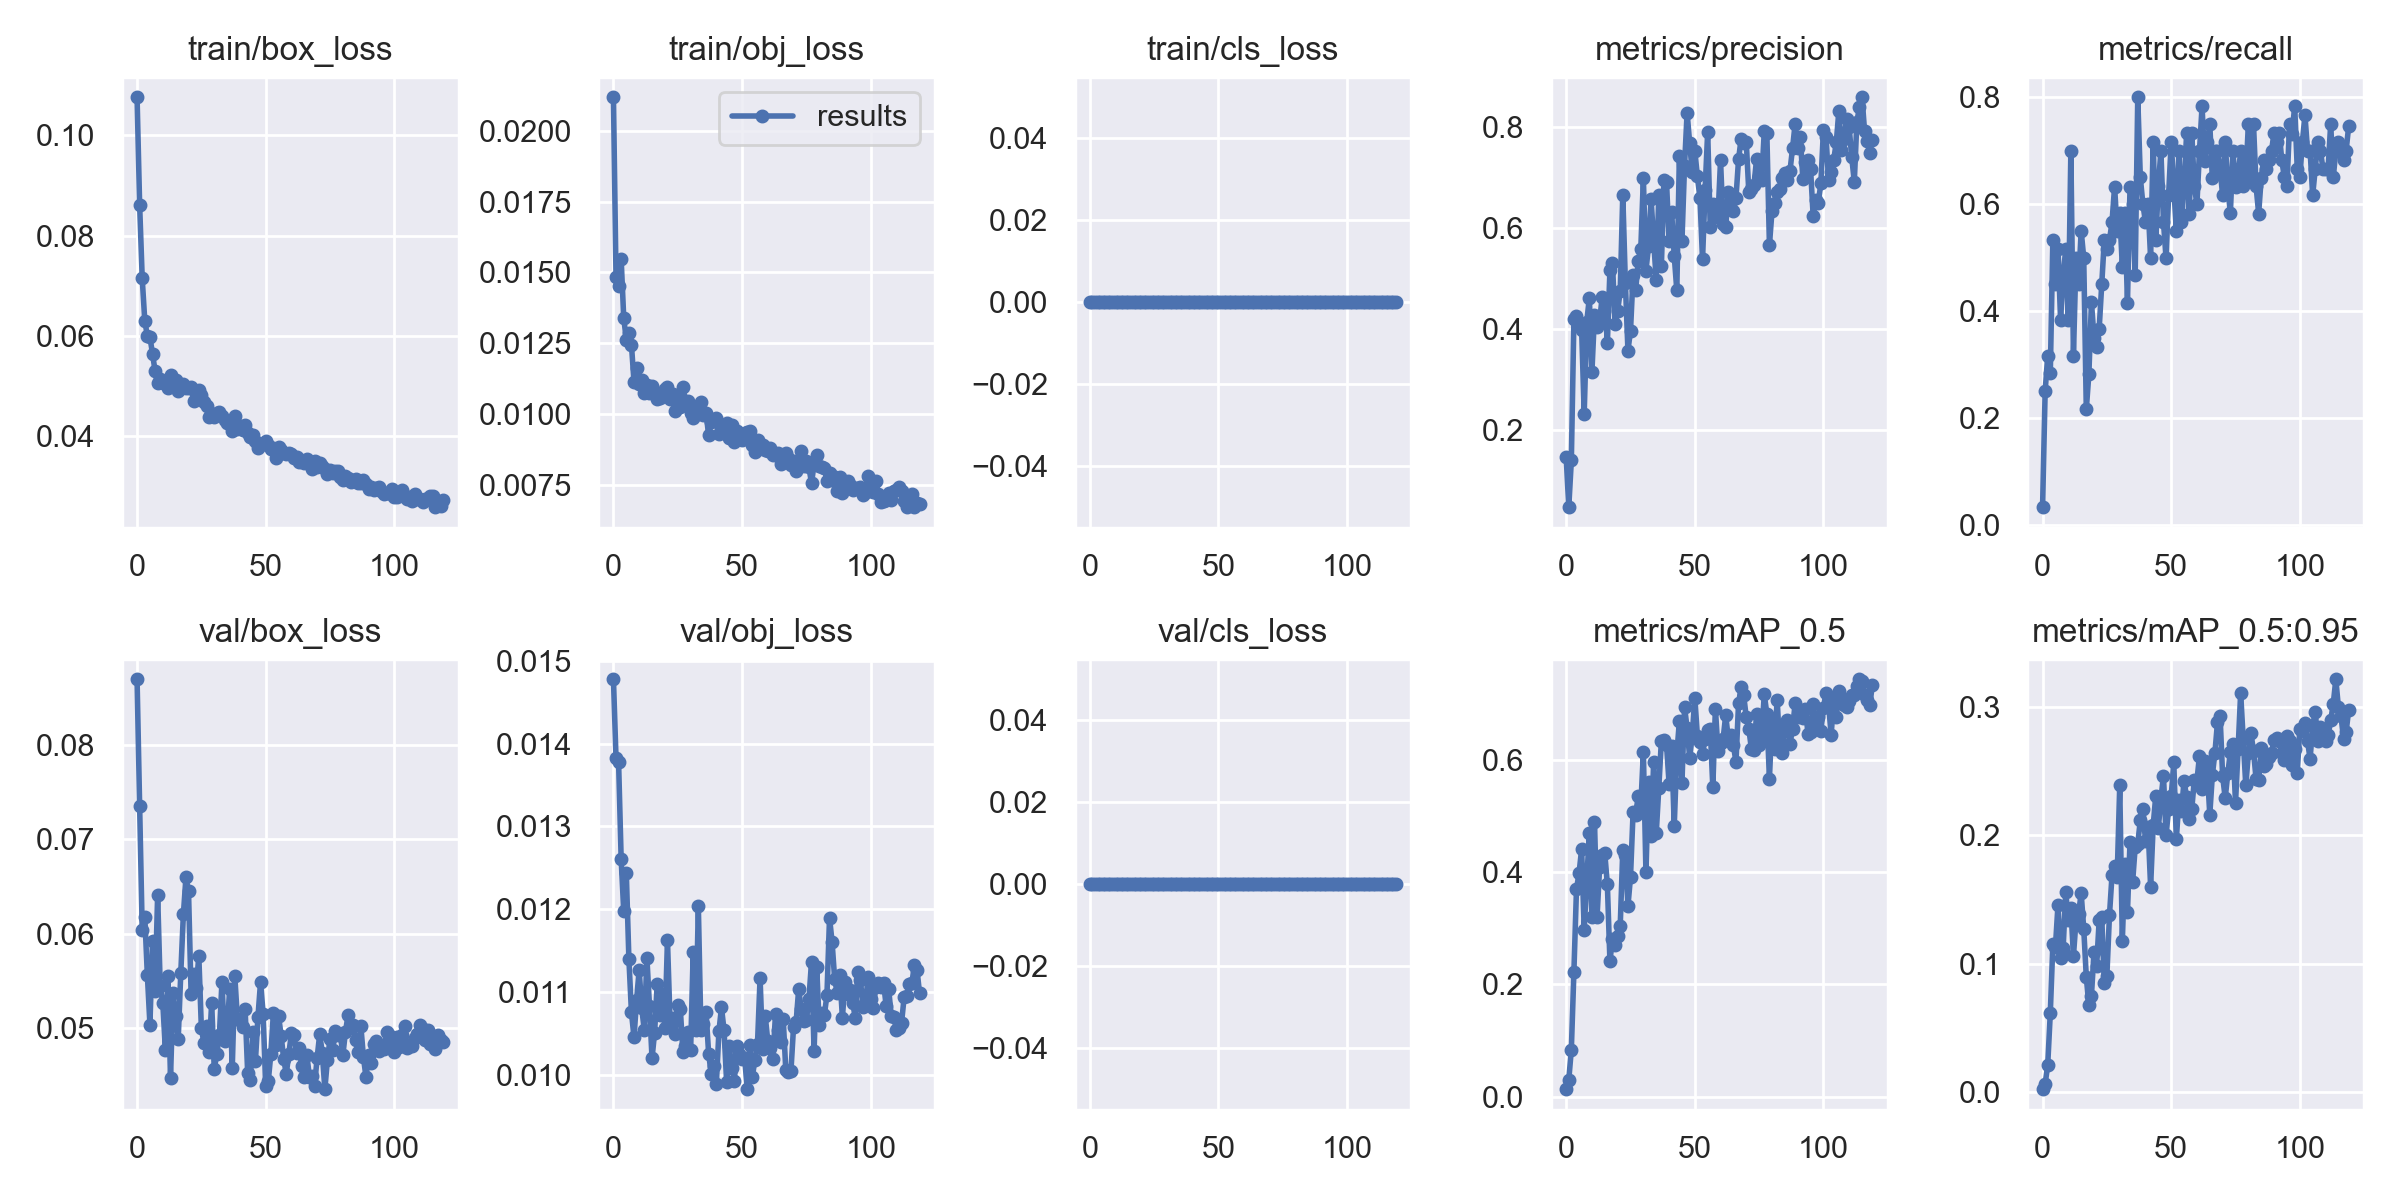 train/box_loss
0.10
0.08
0.06
0.04
0 50 100
train/obj_loss
results
0.0200
0.0175
0.0150
0.0125
0.0100
0.0075
0 50 100
train/cls_loss
0.04
0.02
0.00
−0.02
−0.04
0 50 100
metrics/precision
0.8
0.6
0.4
0.2
0 50 100
metrics/recall
0.8
0.6
0.4
0.2
0.0
0 50 100
val/box_loss
0.08
0.07
0.06
0.05
0 50 100
val/obj_loss
0.015
0.014
0.013
0.012
0.011
0.010
0 50 100
val/cls_loss
0.04
0.02
0.00
−0.02
−0.04
0 50 100
metrics/mAP_0.5
0.6
0.4
0.2
0.0
0 50 100
metrics/mAP_0.5:0.95
0.3
0.2
0.1
0.0
0 50 100